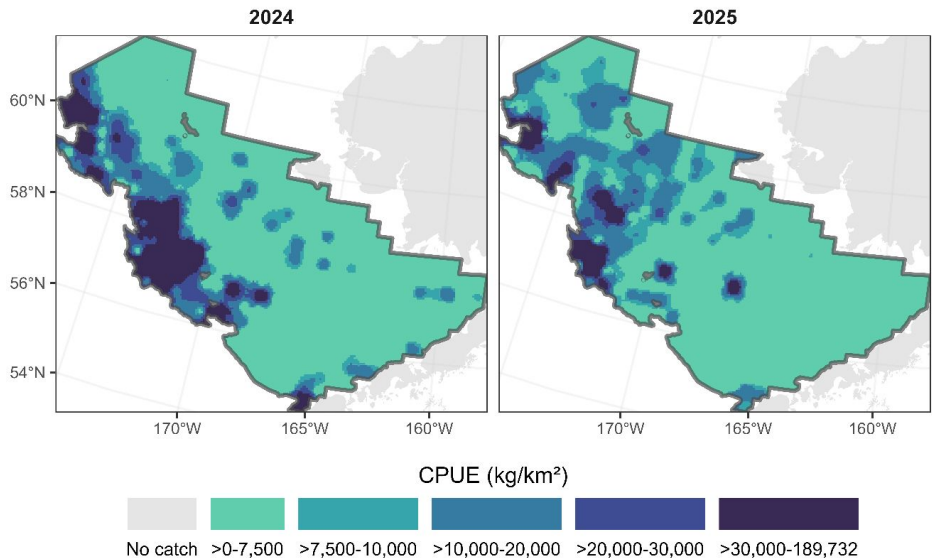 2024 2025
60°N
58°N
56°N
54°N
170°W 165°W 160°W 170°W 165°W 160°W
CPUE (kg/km²)
No catch >0-7,500 >7,500-10,000 >10,000-20,000 >20,000-30,000 >30,000-189,732